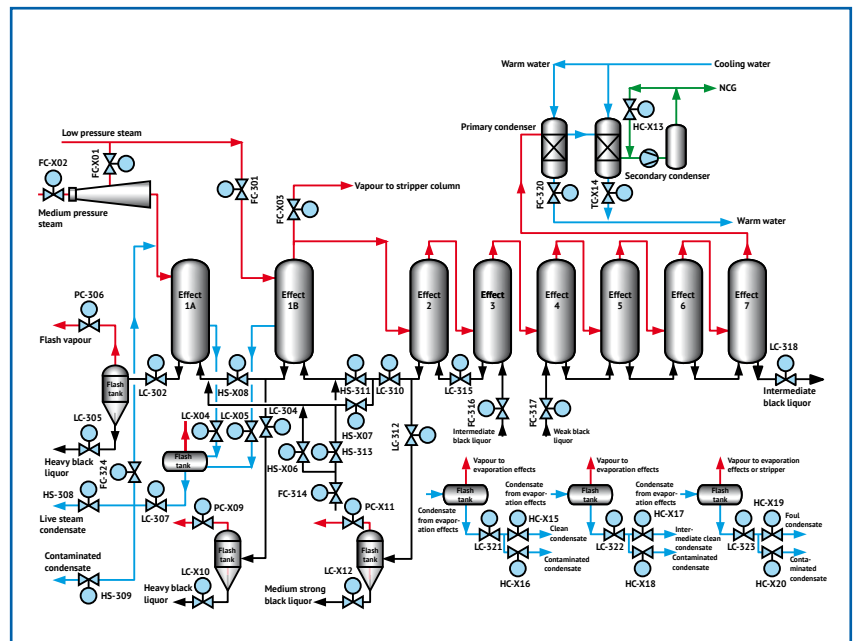 Warm water
Cooling water
NCG
HC-X13
Primary condenser
Secondary condenser
FC-320
TC-X14
Warm water
Low pressure steam
FC-X02
FC-X01
FC-301
Medium pressure
steam
FC-X03
Vapour to stripper column
PC-306
Flash vapour
Effect
1A
Effect
1B
Effect
2
Effect
3
Effect
4
Effect
5
Effect
6
Effect
7
LC-318
Intermediate
black liquor
Flash
tank
LC-302
HS-X08
HS-311
LC-310
LC-315
FC-316
Intermediate
black liquor
FC-317
Weak black
liquor
LC-305
Heavy black
liquor
FC-324
LC-X04
LC-X05
LC-304
HS-X07
HS-X06
HS-313
LC-312
Flash
tank
HS-308
Live steam
condensate
LC-307
FC-314
PC-X09
PC-X11
Contaminated
condensate
HS-309
Flash
tank
LC-X10
Heavy black
liquor
Flash
tank
LC-X12
Medium strong
black liquor
Vapour to
evaporation effects
Flash
tank
Condensate
from evapor-
ation effects
LC-321
HC-X15
Clean
condensate
HC-X16
Contaminated
condensate
Vapour to
evaporation effects
Condensate
from evapor-
ation effects
Flash
tank
LC-322
HC-X17
Inter-
mediate clean
condensate
Contaminated
condensate
HC-X18
Vapour to evaporation
effects or stripper
Condensate
from evapor-
ation effects
Flash
tank
LC-323
HC-X19
Foul
condensate
Conta-
minated
condensate
HC-X20